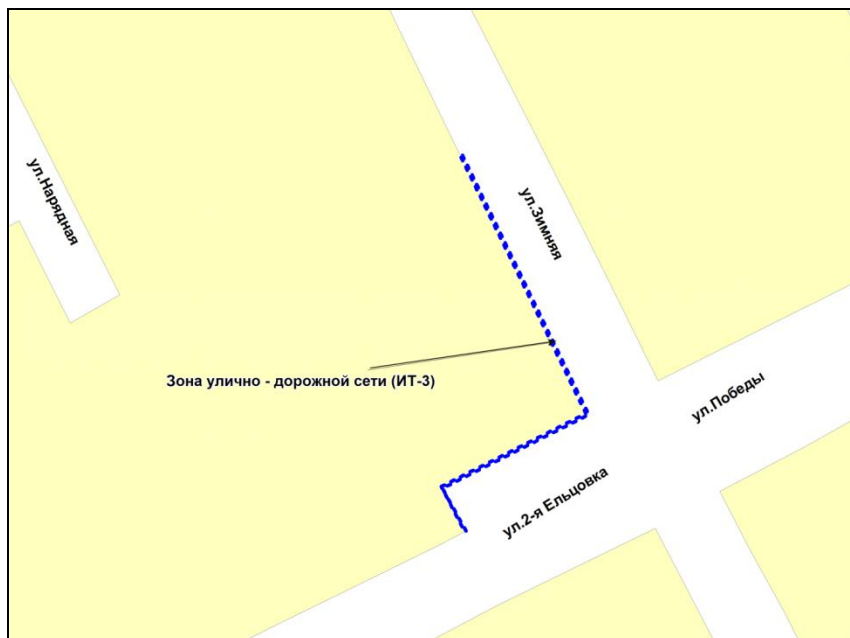 ул.Нарядная
ул.Зимняя
Зона улично - дорожной сети (ИТ-3)
ул.Победы
ул.2-я Ельцовка